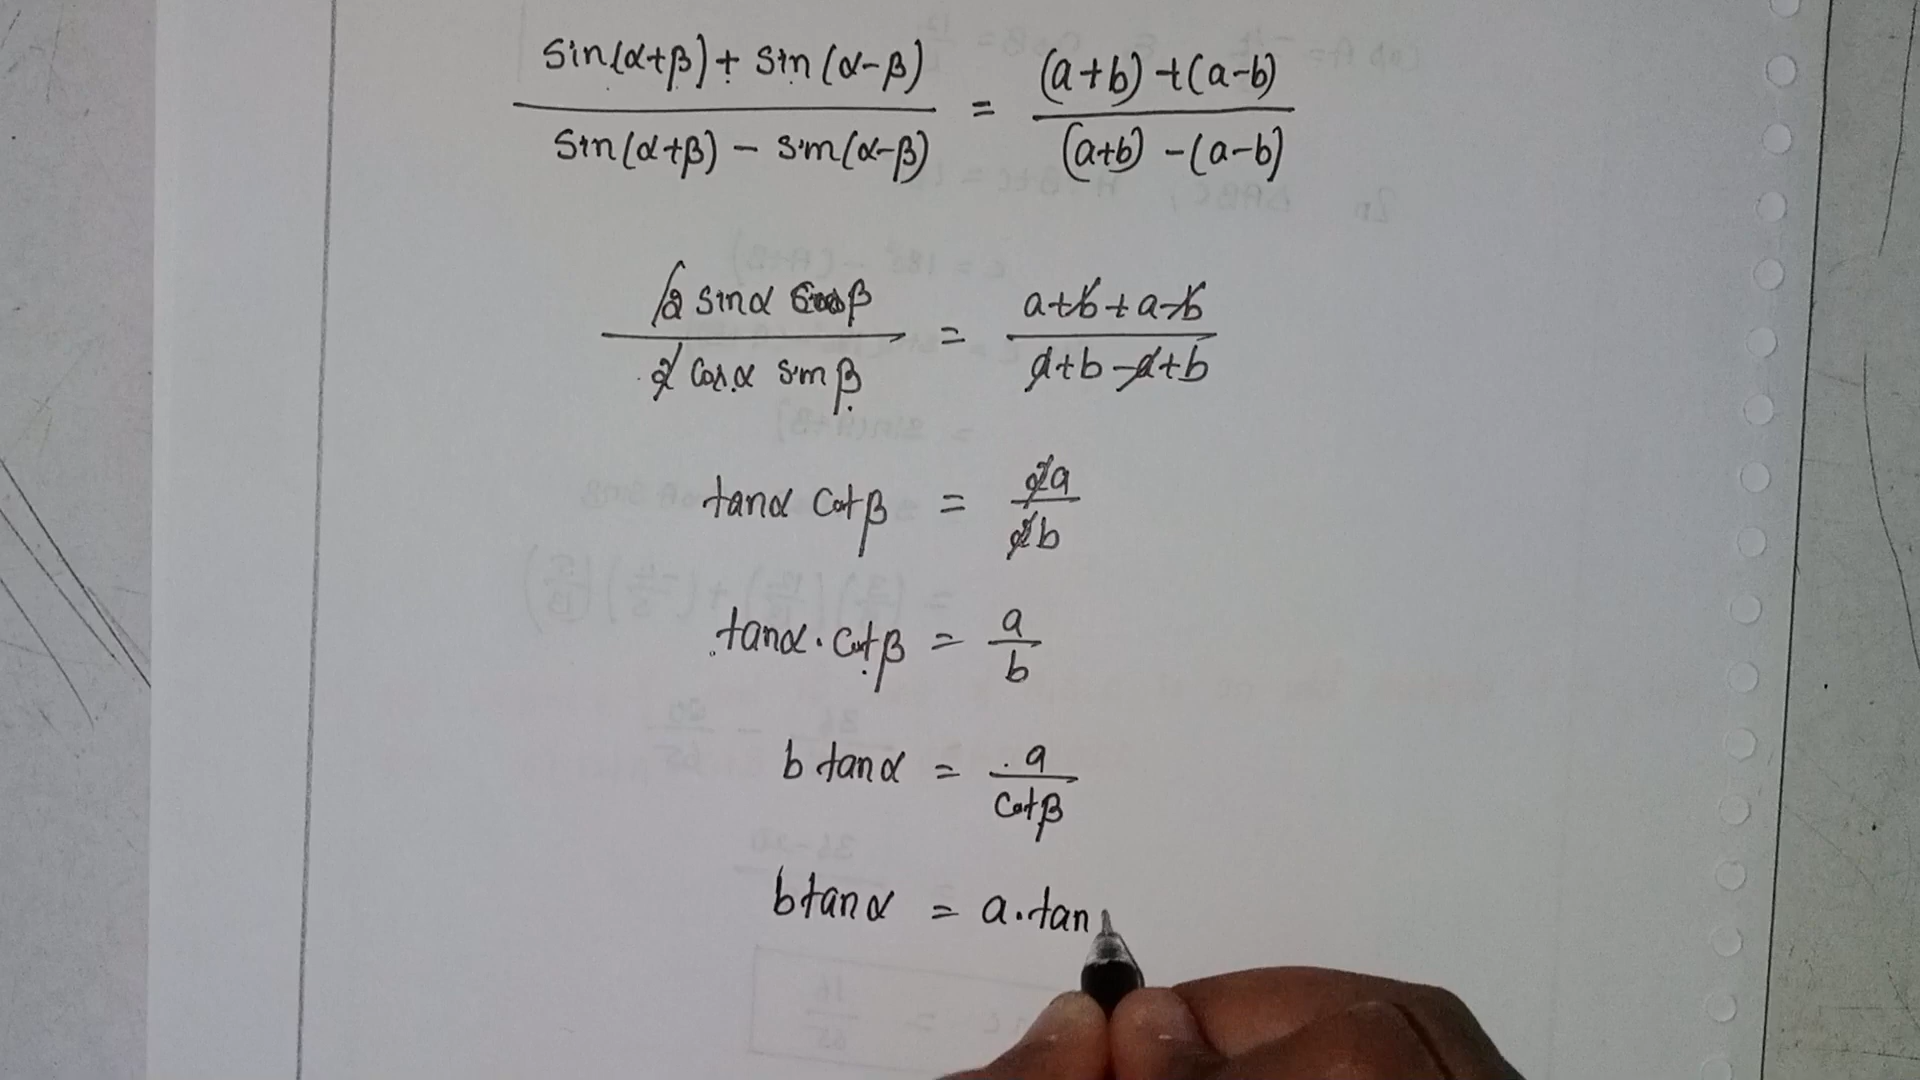 sin(α+β) + sin(α-β) / sin(α+β) - sin(α-β) = (a+b) + (a-b) / (a+b) - (a-b)
2 sinα cosβ / 2 cosα sinβ = a+b+a-b / a+b-a+b
tanα cotβ = 2a / 2b
tanα · cotβ = a / b
b tanα = a / cotβ
b tanα = a · tan